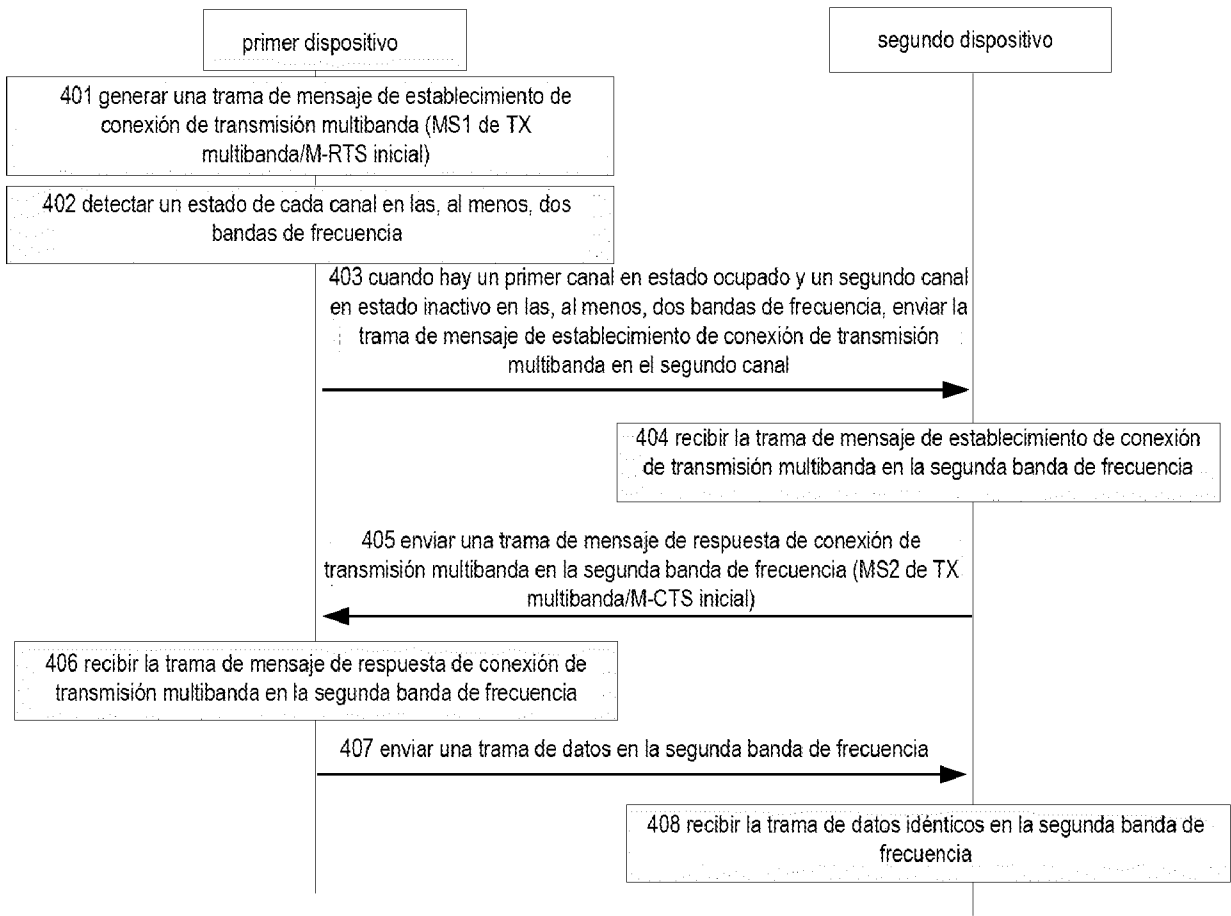 primer dispositivo
segundo dispositivo
401 generar una trama de mensaje de establecimiento de
conexión de transmisión multibanda (MS1 de TX
multibanda/M-RTS inicial)
402 detectar un estado de cada canal en las, al menos, dos
bandas de frecuencia
403 cuando hay un primer canal en estado ocupado y un segundo canal
en estado inactivo en las, al menos, dos bandas de frecuencia, enviar la
trama de mensaje de establecimiento de conexión de transmisión
multibanda en el segundo canal
404 recibir la trama de mensaje de establecimiento de conexión
de transmisión multibanda en la segunda banda de frecuencia
405 enviar una trama de mensaje de respuesta de conexión de
transmisión multibanda en la segunda banda de frecuencia (MS2 de TX
multibanda/M-CTS inicial)
406 recibir la trama de mensaje de respuesta de conexión de
transmisión multibanda en la segunda banda de frecuencia
407 enviar una trama de datos en la segunda banda de frecuencia
408 recibir la trama de datos idénticos en la segunda banda de
frecuencia